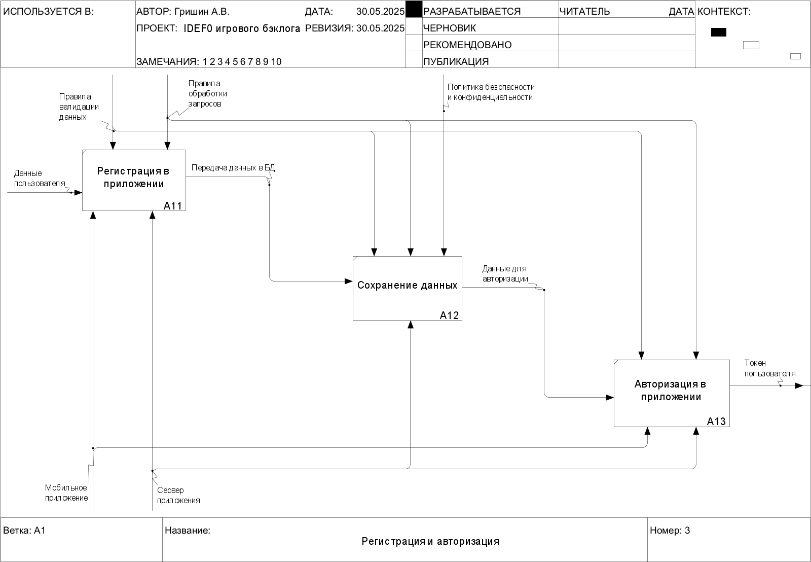 ИСПОЛЬЗУЕТСЯ В:
АВТОР: Гришин А.В.
ДАТА: 30.05.2025
РАЗРАБАТЫВАЕТСЯ
ЧИТАТЕЛЬ
ДАТА
КОНТЕКСТ:
ПРОЕКТ: IDEF0 игрового бэклога
РЕВИЗИЯ: 30.05.2025
ЧЕРНОВИК
РЕКОМЕНДОВАНО
ЗАМЕЧАНИЯ: 1 2 3 4 5 6 7 8 9 10
ПУБЛИКАЦИЯ
Правила
валидации
данных
Правила
обработки
запросов
Политика безопасности
и конфиденциальности
Данные
пользователя
Регистрация в
приложении
A11
Передача данных в БД
Сохранение данных
A12
Данные для
авторизации
Авторизация в
приложении
A13
Токен
пользователя
Мобильное
приложение
Сервер
приложения
Ветка: A1
Название:
Регистрация и авторизация
Номер: 3